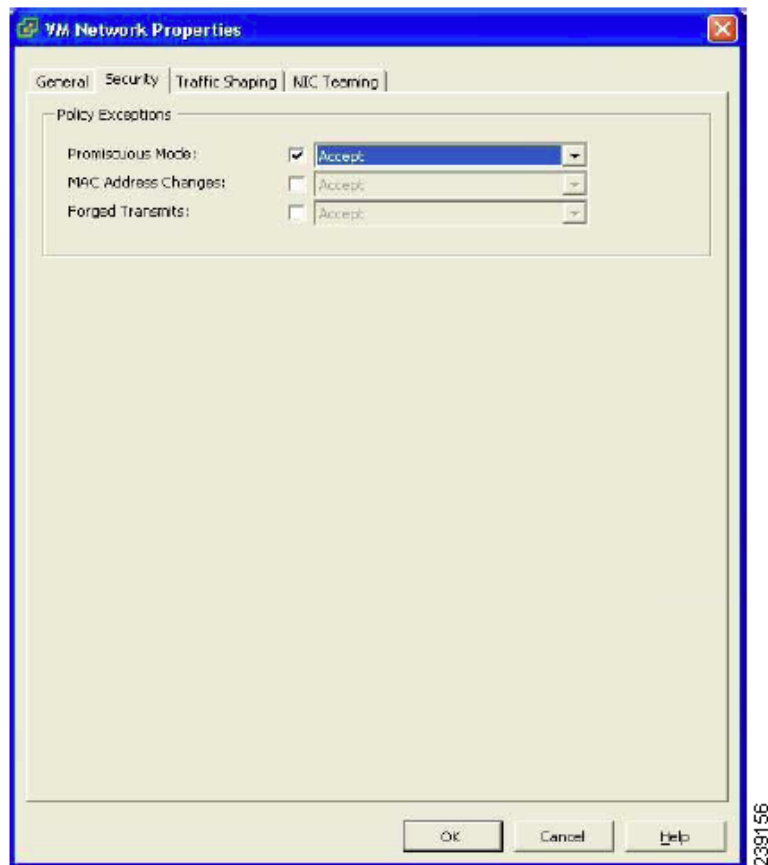 VM Network Properties
General Security Traffic Shaping NIC Teaming
Policy Exceptions
Promiscuous Mode: Accept
MAC Address Changes: Accept
Forged Transmits: Accept
OK Cancel Help
239156